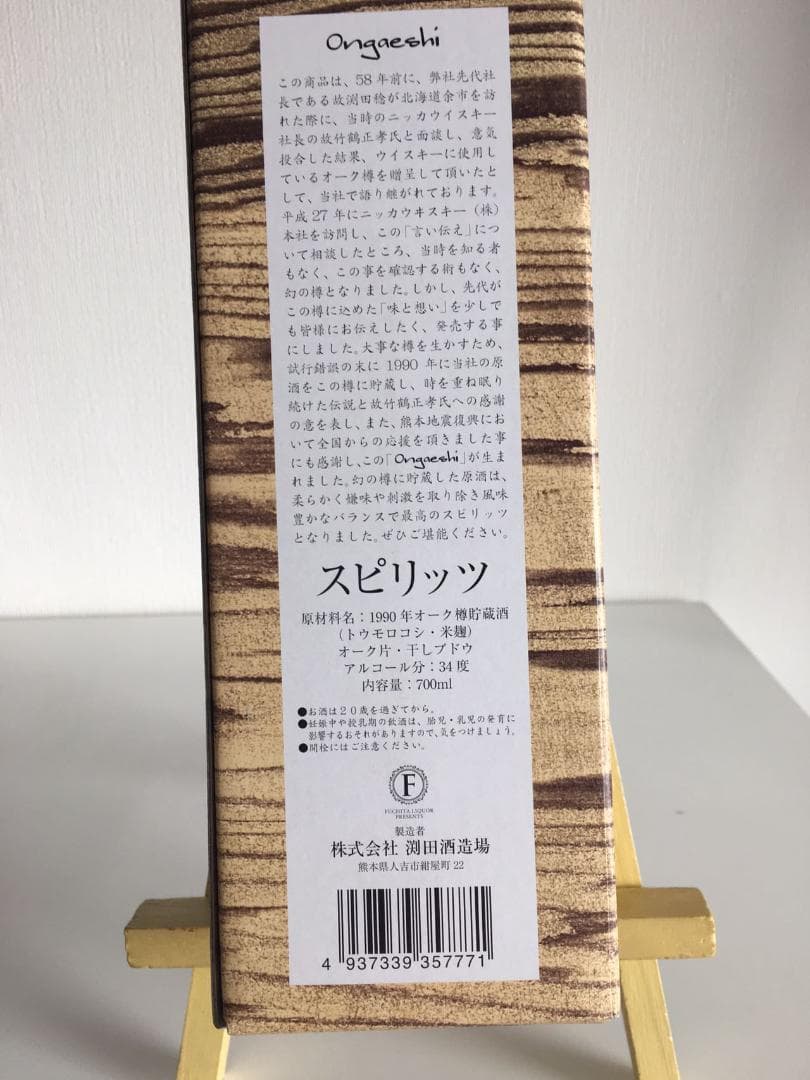 Ongaeshi
この商品は、58年前に、弊社先代社
長である故渕田稔が北海道余市を訪
れた際に、当時のニッカウイスキー
社長の故竹鶴正孝氏と面談し、意気
投合した結果、ウイスキーに使用し
ているオーク樽を贈呈して頂いたと
して、当社で語り継がれております。
平成27年にニッカウヰスキー（株）
本社を訪問し、この「言い伝え」につ
いて相談したところ、当時を知る者
もなく、この事を確認する術もなく、
幻の樽となりました。しかし、先代が
この樽に込めた「味と想い」を少しで
も皆様にお伝えしたく、発売する事
にしました。大事な樽を生かすため、
試行錯誤の末に1990年に当社の原
酒をこの樽に貯蔵し、時を重ね眠り
続けた伝説と故竹鶴正孝氏への感謝
の意を表し、また、熊本地震復興にお
いて全国からの応援を頂きました事
にも感謝し、この「Ongaeshi」が生ま
れました。幻の樽に貯蔵した原酒は、
柔らかく嫌味や刺激を取り除き風味
豊かなバランスで最高のスピリッツ
となりました。ぜひご堪能ください。
スピリッツ
原材料名：1990年オーク樽貯蔵酒
（トウモロコシ・米麹）
オーク片・干しブドウ
アルコール分：34度
内容量：700ml
●お酒は20歳を過ぎてから。
●妊娠中や授乳期の飲酒は、胎児・乳児の発育に
影響するおそれがありますので、気をつけましょう。
●開栓にはご注意ください。
F
FUCHITA LIQUOR
PRESENTS
製造者
株式会社 渕田酒造場
熊本県人吉市紺屋町22
4 937339 357771